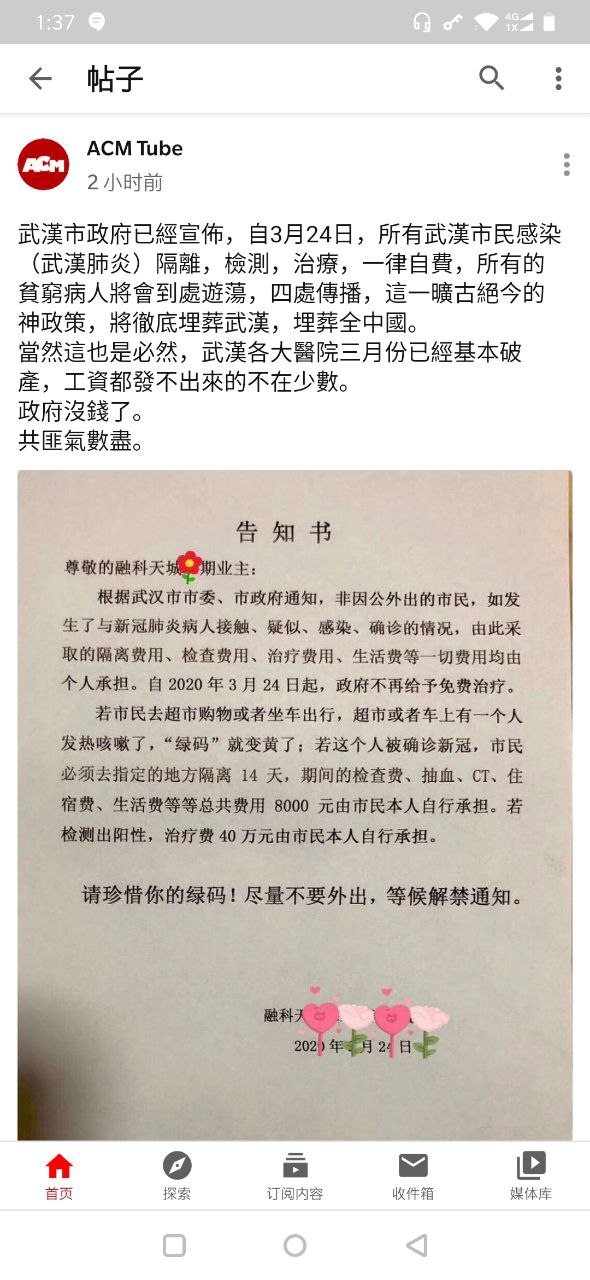 1:37
4G
1X
帖子
ACM Tube
ACM
2 小时前
武漢市政府已經宣佈，自3月24日，所有武漢市民感染
（武漢肺炎）隔離，檢測，治療，一律自費，所有的
貧窮病人將會到處遊蕩，四處傳播，這一曠古絕今的
神政策，將徹底埋葬武漢，埋葬全中國。
當然這也是必然，武漢各大醫院三月份已經基本破
產，工資都發不出來的不在少數。
政府沒錢了。
共匪氣數盡。
告知书
尊敬的融科天城期业主：
根据武汉市市委、市政府通知，非因公外出的市民，如发
生了与新冠肺炎病人接触、疑似、感染、确诊的情况，由此采
取的隔离费用、检查费用、治疗费用、生活费等一切费用均由
个人承担。自 2020 年 3 月 24 日起，政府不再给予免费治疗。
若市民去超市购物或者坐车出行，超市或者车上有一个人
发热咳嗽了，“绿码”就变黄了；若这个人被确诊新冠，市民
必须去指定的地方隔离 14 天，期间的检查费、抽血、CT、住
宿费、生活费等等总共费用 8000 元由市民本人自行承担。若
检测出阳性，治疗费 40 万元由市民本人自行承担。
请珍惜你的绿码！尽量不要外出，等候解禁通知。
融科天
2020 年 月 24 日
首页
探索
订阅内容
收件箱
媒体库